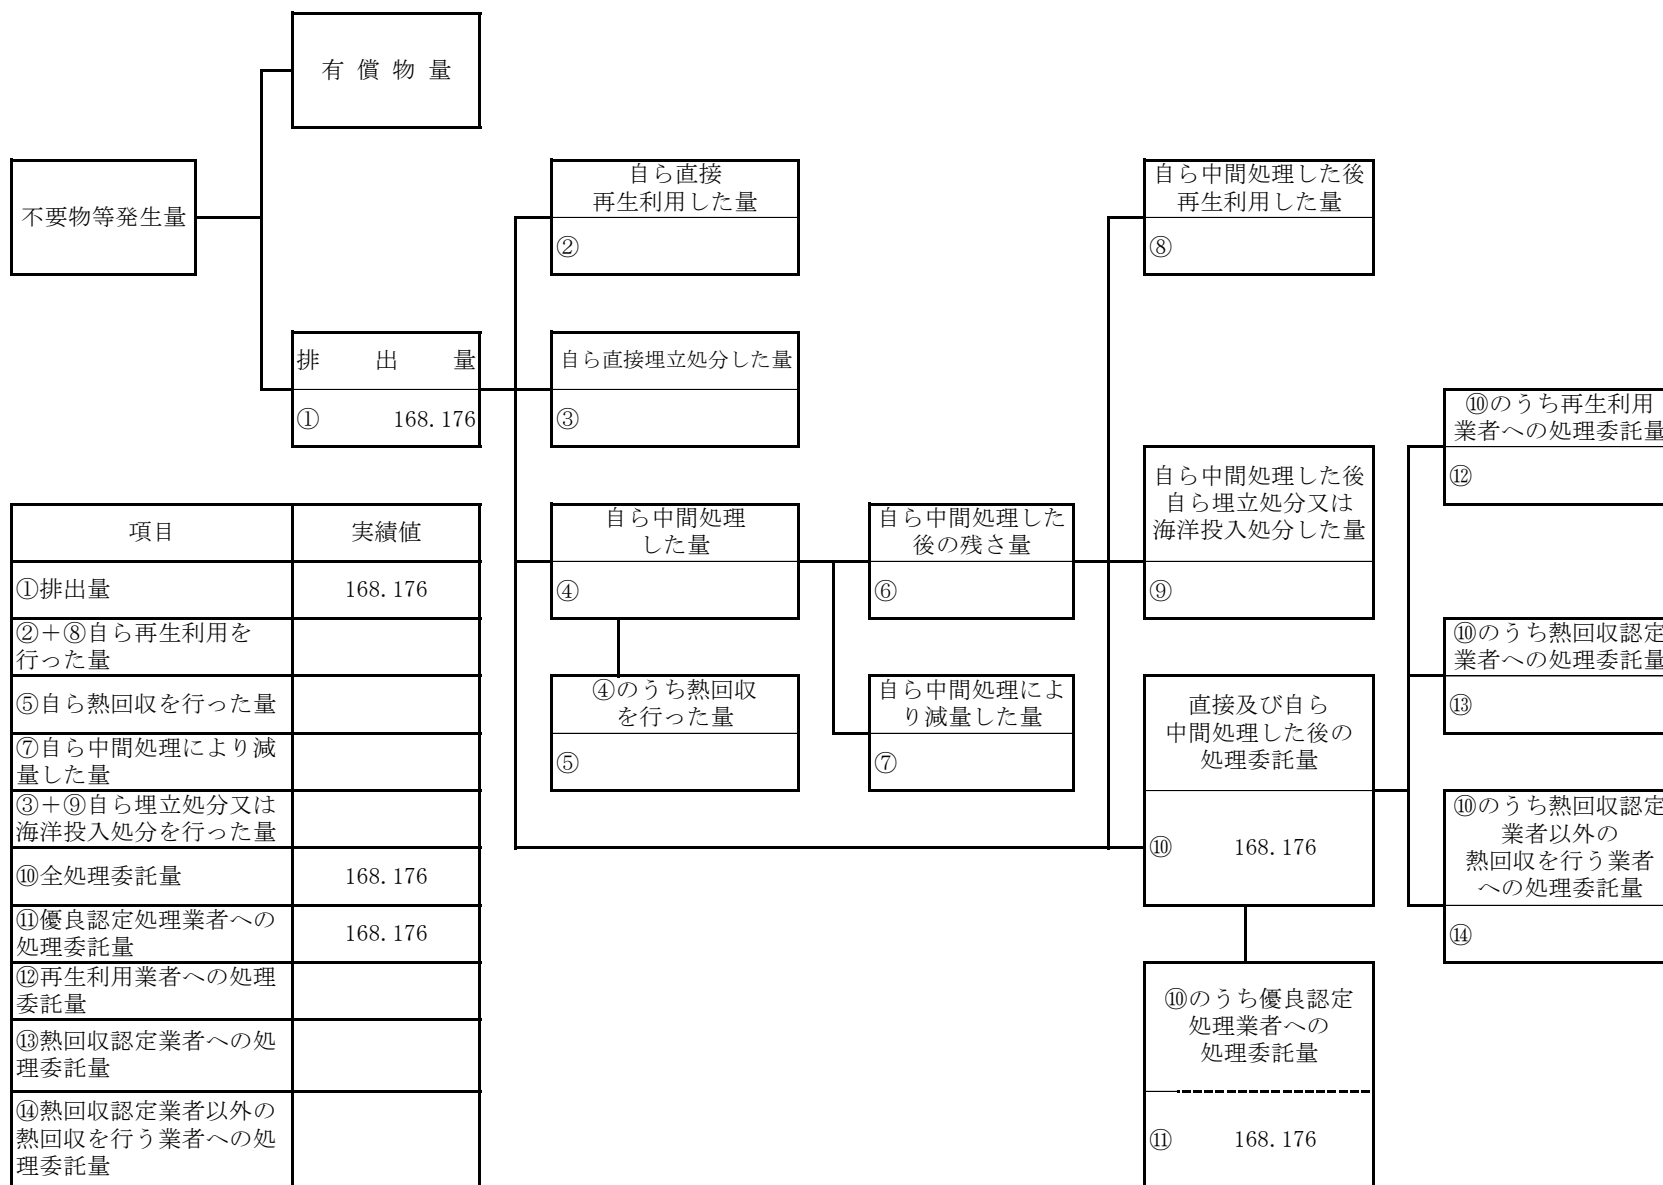 有 償 物 量
不要物等発生量
自ら直接
再生利用した量
②
自ら中間処理した後
再生利用した量
⑧
排 出 量
① 168.176
自ら直接埋立処分した量
③
⑩のうち再生利用
業者への処理委託量
⑫
自ら中間処理
した量
④
自ら中間処理した
後の残さ量
⑥
自ら中間処理した後
自ら埋立処分又は
海洋投入処分した量
⑨
⑩のうち熱回収認定
業者への処理委託量
⑬
④のうち熱回収
を行った量
⑤
自ら中間処理によ
り減量した量
⑦
直接及び自ら
中間処理した後の
処理委託量
⑩ 168.176
⑩のうち熱回収認定
業者以外の
熱回収を行う業者
への処理委託量
⑭
⑩のうち優良認定
処理業者への
処理委託量
⑪ 168.176
項目 実績値
①排出量 168.176
②+⑧自ら再生利用を
行った量
⑤自ら熱回収を行った量
⑦自ら中間処理により減
量した量
③+⑨自ら埋立処分又は
海洋投入処分を行った量
⑩全処理委託量 168.176
⑪優良認定処理業者への
処理委託量 168.176
⑫再生利用業者への処理
委託量
⑬熱回収認定業者への処
理委託量
⑭熱回収認定業者以外の
熱回収を行う業者への処
理委託量